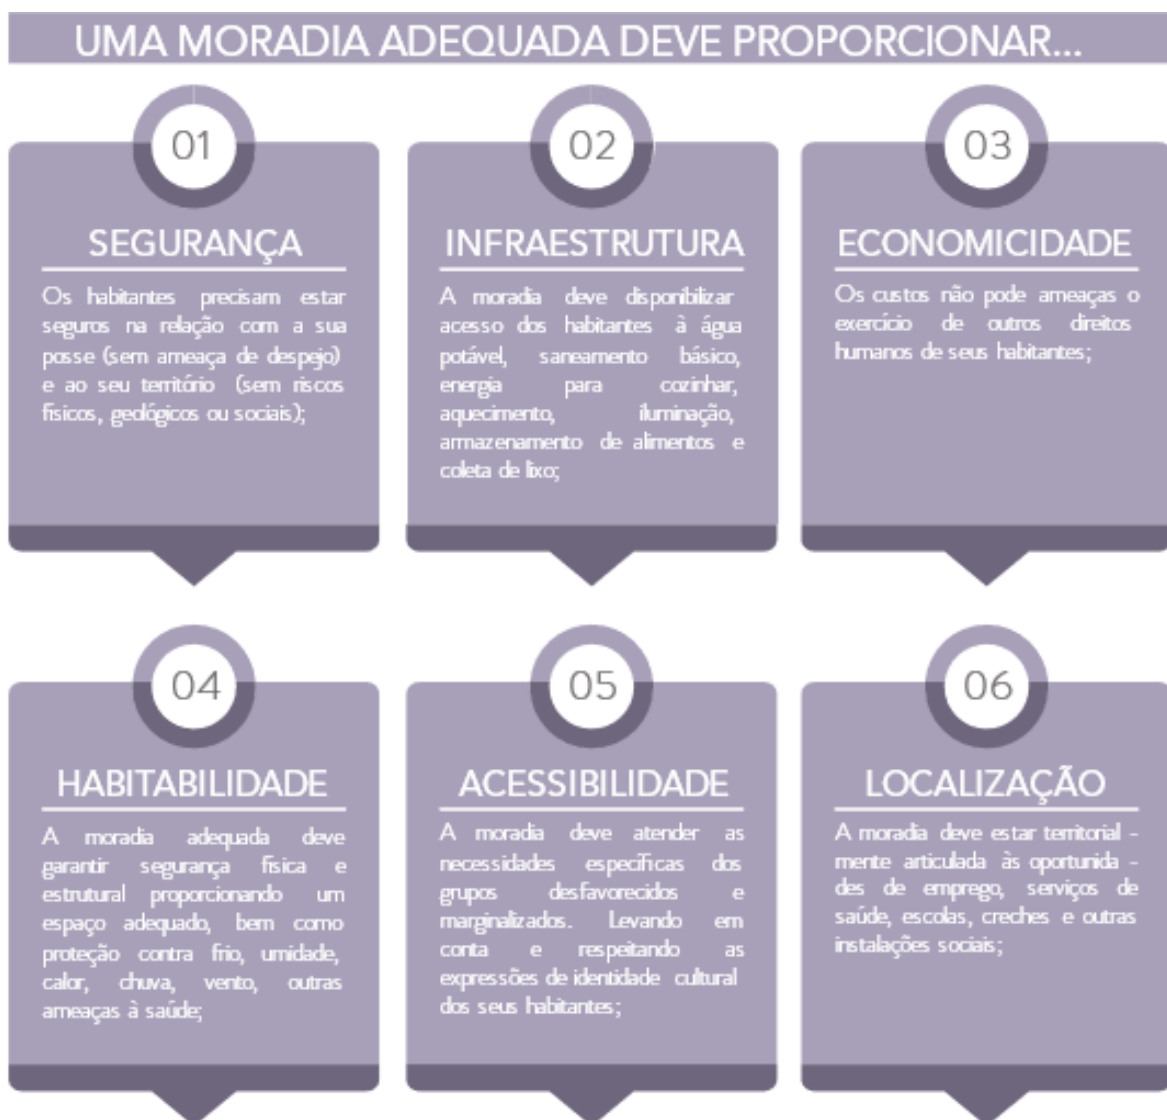 UMA MORADIA ADEQUADA DEVE PROPORCIONAR...
01
SEGURANÇA
Os habitantes precisam estar
seguros na relação com a sua
posse (sem ameaça de despejo)
e ao seu território (sem riscos
físicos, geológicos ou sociais);
02
INFRAESTRUTURA
A moradia deve disponibilizar
acesso dos habitantes à água
potável, saneamento básico,
energia para cozinhar,
aquecimento, iluminação,
armazenamento de alimentos e
coleta de lixo;
03
ECONOMICIDADE
Os custos não pode ameaças o
exercício de outros direitos
humanos de seus habitantes;
04
HABITABILIDADE
A moradia adequada deve
garantir segurança física e
estrutural proporcionando um
espaço adequado, bem como
proteção contra frio, umidade,
calor, chuva, vento, outras
ameaças à saúde;
05
ACESSIBILIDADE
A moradia deve atender as
necessidades específicas dos
grupos desfavorecidos e
marginalizados. Levando em
conta e respeitando as
expressões de identidade cultural
dos seus habitantes;
06
LOCALIZAÇÃO
A moradia deve estar territorial -
mente articulada às oportunida -
des de emprego, serviços de
saúde, escolas, creches e outras
instalações sociais;